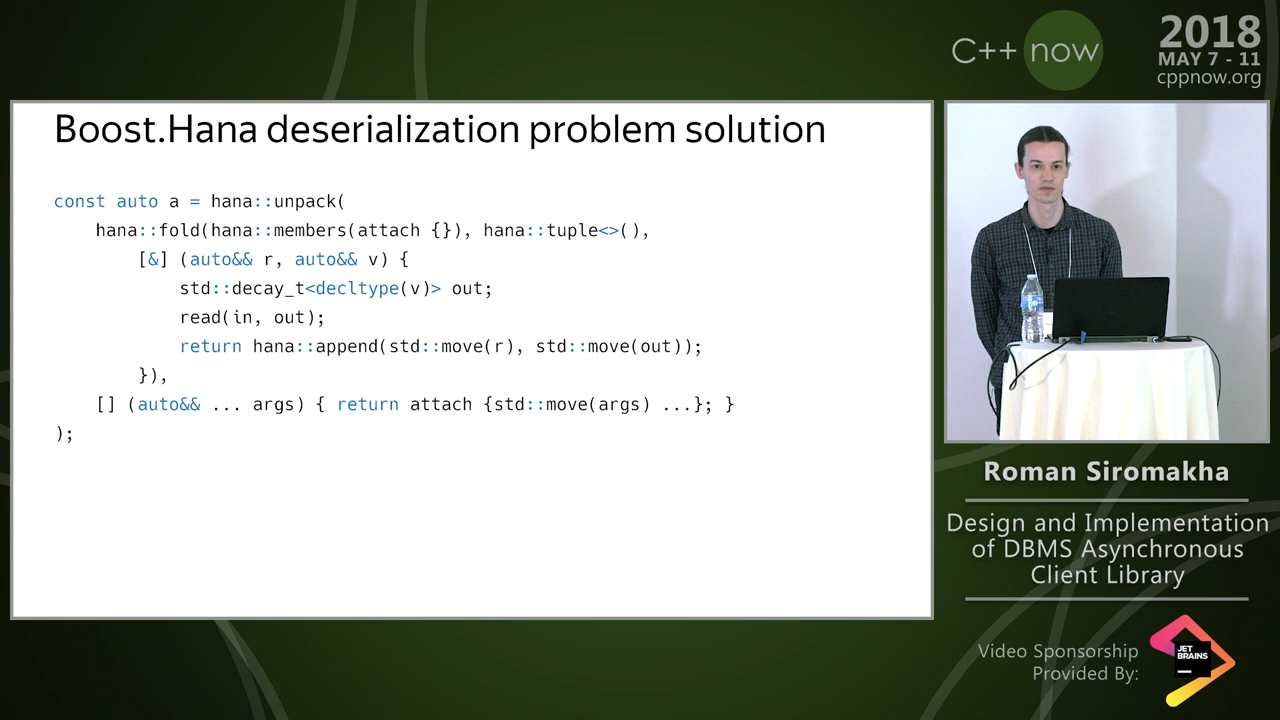 C++ now
2018
MAY 7 - 11
cppnow.org
Boost.Hana deserialization problem solution
const auto a = hana::unpack(
    hana::fold(hana::members(attach {}), hana::tuple<>(),
        [&] (auto&& r, auto&& v) {
            std::decay_t<decltype(v)> out;
            read(in, out);
            return hana::append(std::move(r), std::move(out));
        }),
    [] (auto&& ... args) { return attach {std::move(args) ...}; }
);
Roman Siromakha
Design and Implementation
of DBMS Asynchronous
Client Library
Video Sponsorship
Provided By:
JET
BRAINS